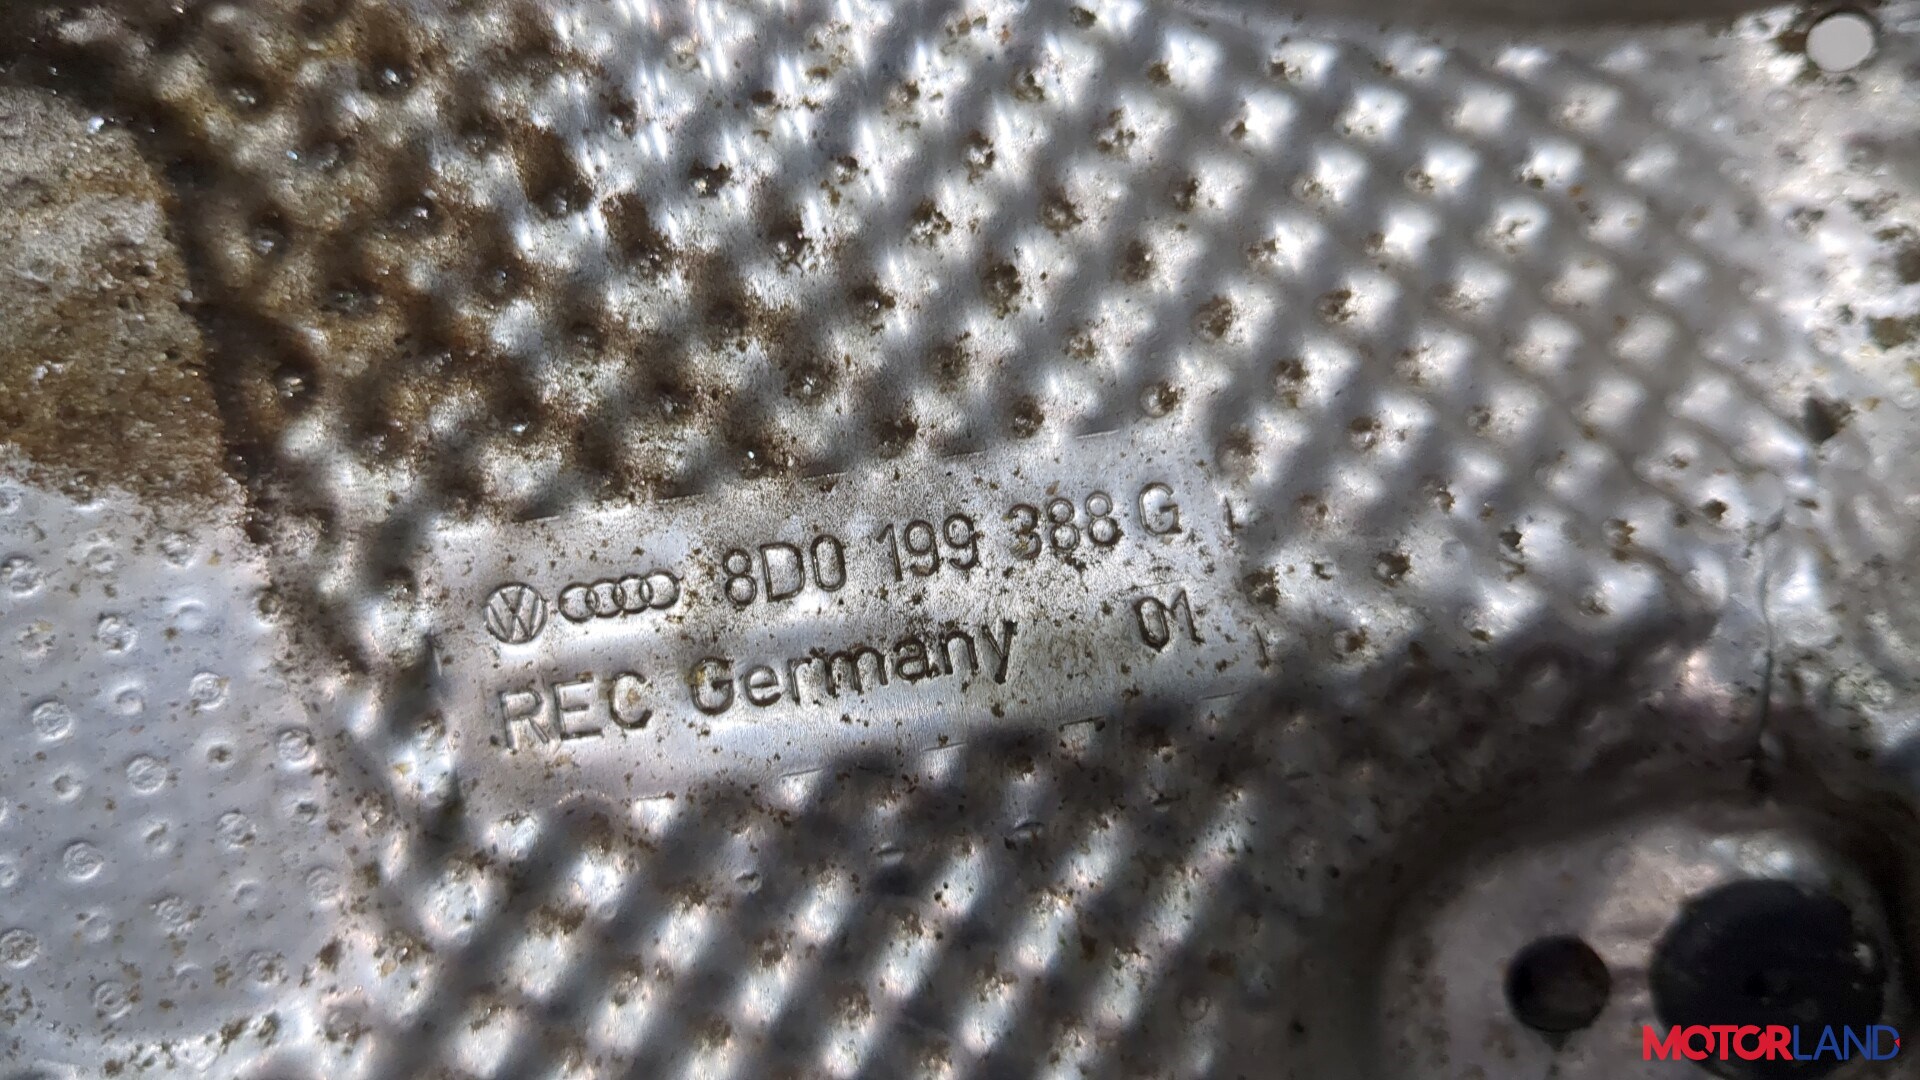 8D0 199 388 G
REC Germany 01
MOTORLAND